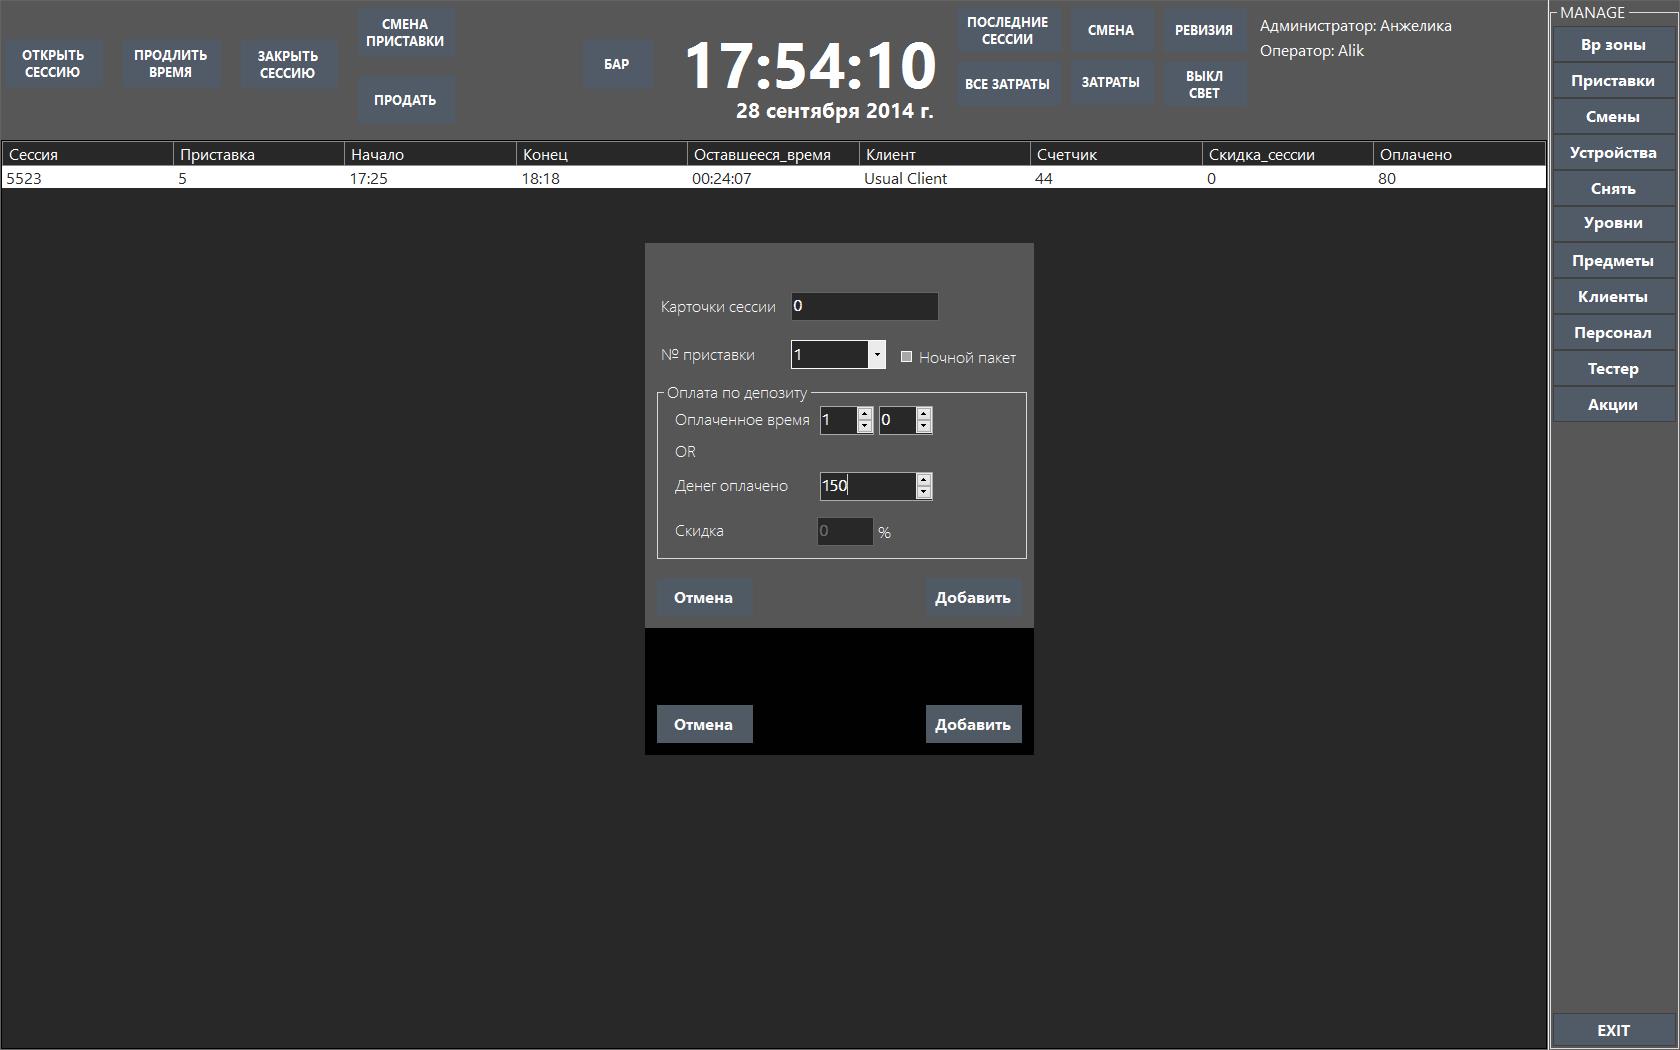 ОТКРЫТЬ
СЕССИЮ
ПРОДЛИТЬ
ВРЕМЯ
ЗАКРЫТЬ
СЕССИЮ
СМЕНА
ПРИСТАВКИ
ПРОДАТЬ
БАР
17:54:10
28 сентября 2014 г.
ПОСЛЕДНИЕ
СЕССИИ
СМЕНА
РЕВИЗИЯ
ВСЕ ЗАТРАТЫ
ЗАТРАТЫ
ВЫКЛ
СВЕТ
Администратор: Анжелика
Оператор: Alik
Сессия Приставка Начало Конец Оставшееся_время Клиент Счетчик Скидка_сессии Оплачено
5523 5 17:25 18:18 00:24:07 Usual Client 44 0 80
Карточки сессии 0
№ приставки 1 Ночной пакет
Оплата по депозиту
Оплаченное время 1 0
OR
Денег оплачено 150
Скидка 0 %
Отмена Добавить
Отмена Добавить
MANAGE
Вр зоны
Приставки
Смены
Устройства
Снять
Уровни
Предметы
Клиенты
Персонал
Тестер
Акции
EXIT